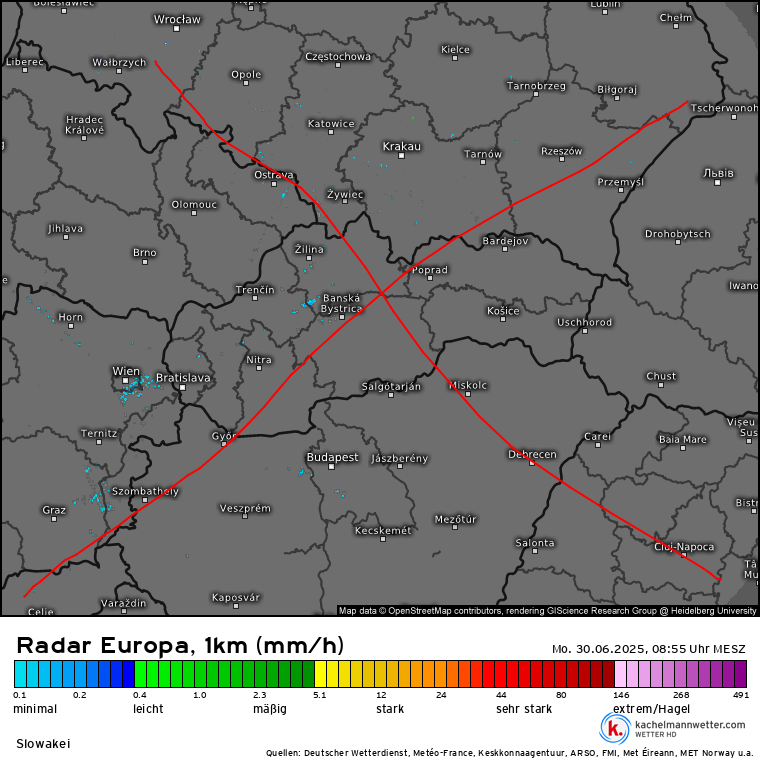 Bolesławiec
Lublin
Wrocław
Chełm
Kielce
Częstochowa
Liberec
Wałbrzych
Opole
Tarnobrzeg
Biłgoraj
Tscherwonoh
Hradec
Králové
Katowice
Krakau
Tarnów
Rzeszów
Ostrava
Львів
Przemyśl
Żywiec
Olomouc
Jihlava
Drohobytsch
Bardejov
Brno
Žilina
Poprad
Iwano
Trenčín
Banská
Bystrica
Horn
Košice
Uschhorod
Nitra
Wien
Bratislava
Chust
Salgótarján
Miskolc
Vișeu
Sus
Ternitz
Győr
Carei
Baia Mare
Budapest
Jászberény
Debrecen
Szombathely
Graz
Veszprém
Bistri
Mezőtúr
Kecskemét
Salonta
Cluj-Napoca
Tâ
Mu
Kaposvár
Varaždin
Celje
Map data © OpenStreetMap contributors, rendering GIScience Research Group @ Heidelberg University
Radar Europa, 1km (mm/h)
Mo. 30.06.2025, 08:55 Uhr MESZ
0.1 0.2 0.4 1.0 2.3 5.1 12 24 44 80 146 268 491
minimal leicht mäßig stark sehr stark extrem/Hagel
k. kachelmannwetter.com
WETTER HD
Slowakei
Quellen: Deutscher Wetterdienst, Metéo-France, Keskkonnaagentuur, ARSO, FMI, Met Éireann, MET Norway u.a.